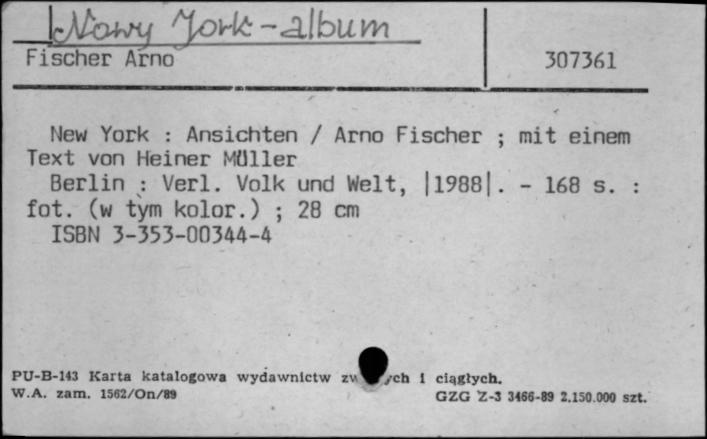 Nowy York - album
Fischer Arno
307361
New York : Ansichten / Arno Fischer ; mit einem
Text von Heiner Müller
Berlin : Verl. Volk und Welt, |1988|. - 168 s. :
fot. (w tym kolor.) ; 28 cm
ISBN 3-353-00344-4
PU-B-143 Karta katalogowa wydawnictw i ciągłych.
W.A. zam. 1562/On/89
GZG Z-3 3466-89 2.150.000 szt.